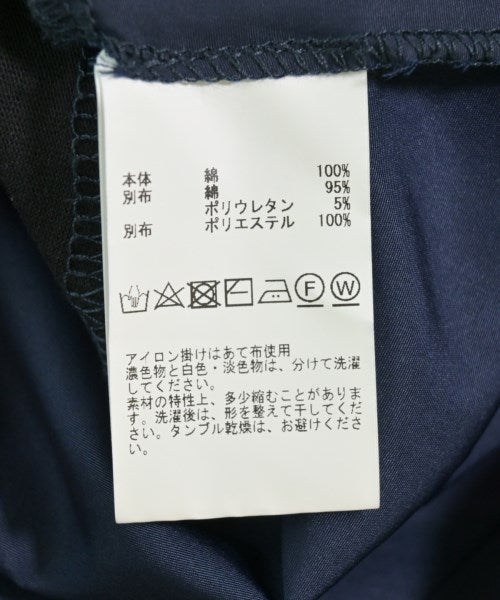 本体 綿 100%
別布 綿 95%
ポリウレタン 5%
別布 ポリエステル 100%
F W
アイロン掛けはあて布使用
濃色物と白色・淡色物は、分けて洗濯
してください。
素材の特性上、多少縮むことがありま
す。洗濯後は、形を整えて干してくだ
さい。タンブル乾燥は、お避けくださ
い。